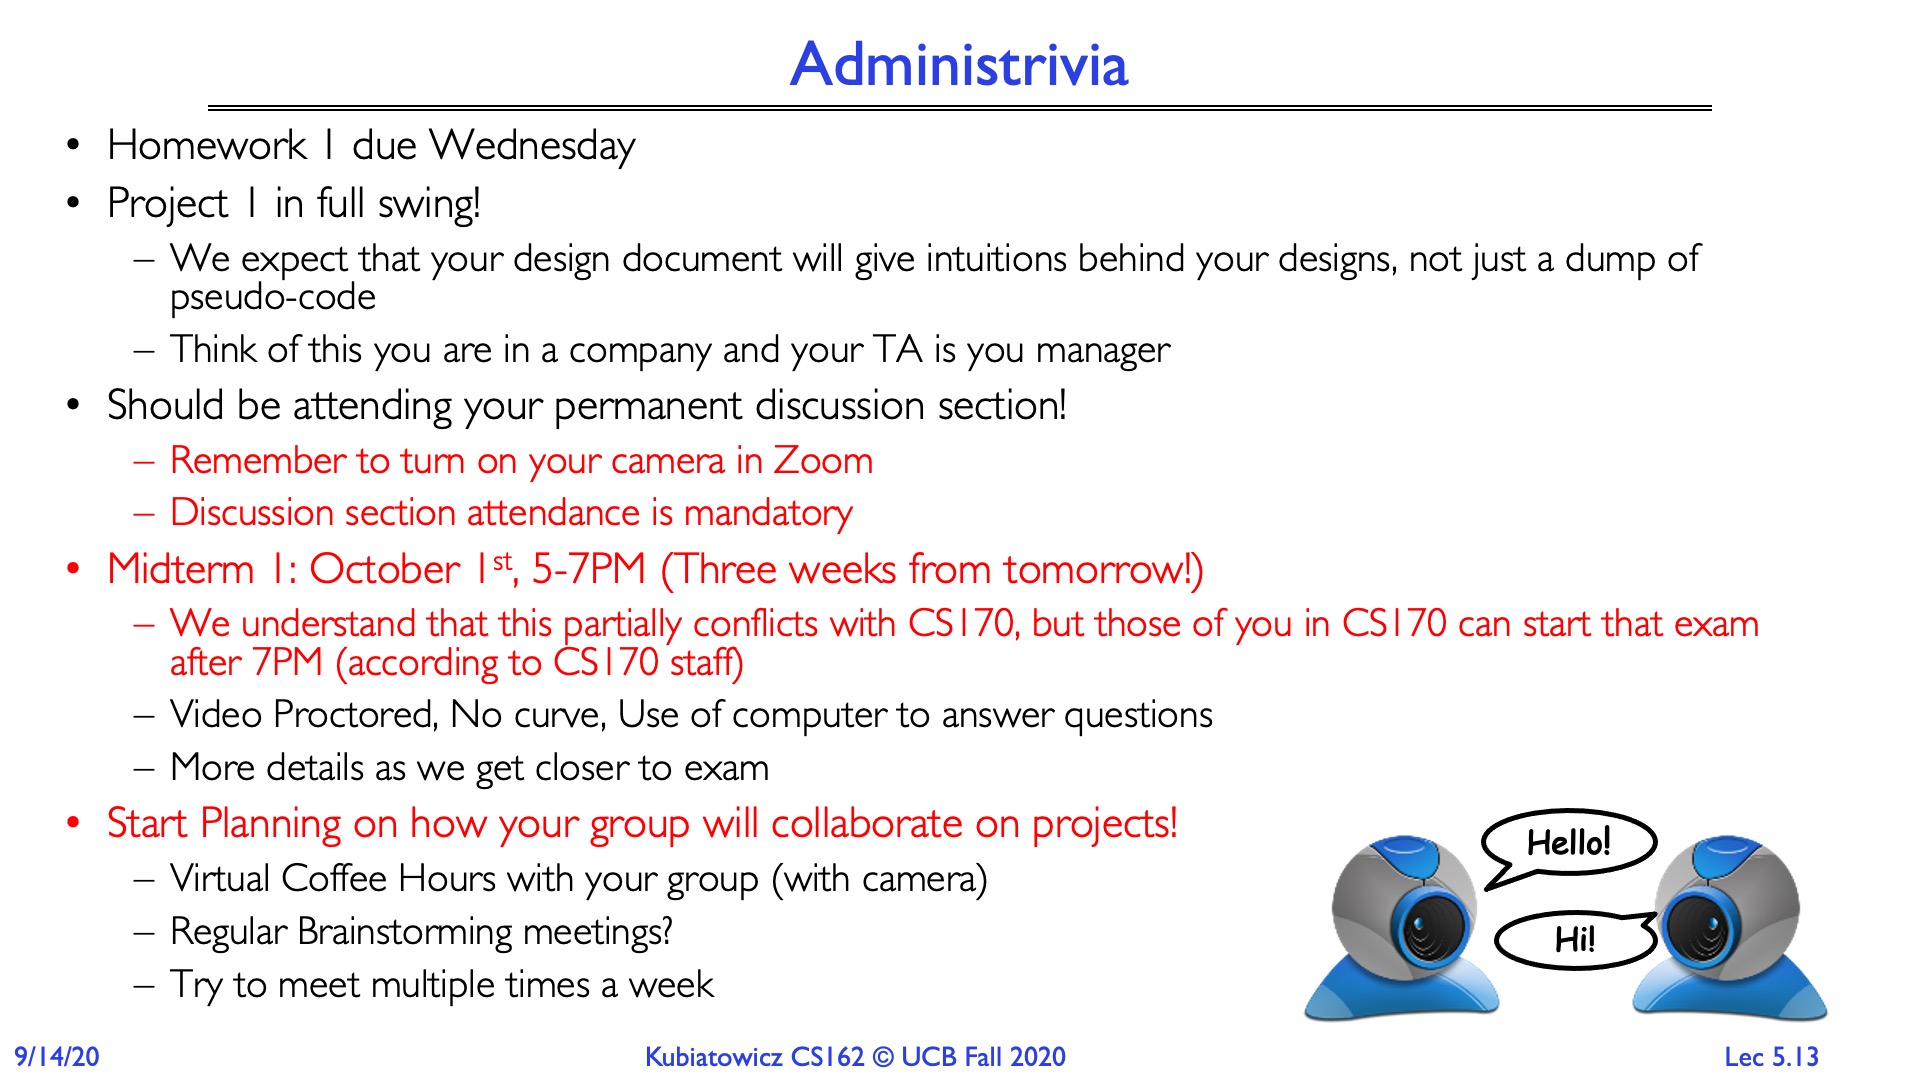 Administrivia
• Homework 1 due Wednesday
• Project 1 in full swing!
– We expect that your design document will give intuitions behind your designs, not just a dump of
pseudo-code
– Think of this you are in a company and your TA is you manager
• Should be attending your permanent discussion section!
– Remember to turn on your camera in Zoom
– Discussion section attendance is mandatory
• Midterm 1: October 1st, 5-7PM (Three weeks from tomorrow!)
– We understand that this partially conflicts with CS170, but those of you in CS170 can start that exam
after 7PM (according to CS170 staff)
– Video Proctored, No curve, Use of computer to answer questions
– More details as we get closer to exam
• Start Planning on how your group will collaborate on projects!
– Virtual Coffee Hours with your group (with camera)
– Regular Brainstorming meetings?
– Try to meet multiple times a week
Hello!
Hi!
9/14/20
Kubiatowicz CS162 © UCB Fall 2020
Lec 5.13